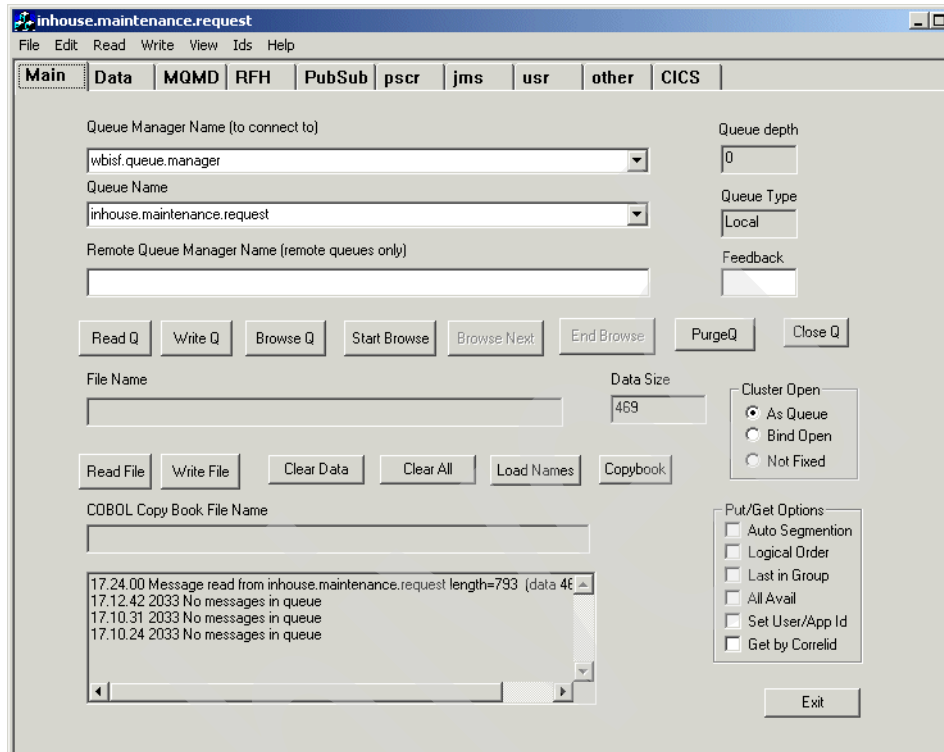 inhouse.maintenance.request
File Edit Read Write View Ids Help
Main Data MQMD RFH PubSub pscr jms usr other CICS
Queue Manager Name (to connect to)
Queue depth
wbisf.queue.manager
0
Queue Name
Queue Type
inhouse.maintenance.request
Local
Remote Queue Manager Name (remote queues only)
Feedback
Read Q Write Q Browse Q Start Browse Browse Next End Browse PurgeQ Close Q
File Name
Data Size
469
Cluster Open
As Queue
Bind Open
Not Fixed
Read File Write File Clear Data Clear All Load Names Copybook
COBOL Copy Book File Name
Put/Get Options
Auto Segmention
Logical Order
Last in Group
All Avail
Set User/App Id
Get by Correlid
17.24.00 Message read from inhouse.maintenance.request length=793 (data 46
17.12.42 2033 No messages in queue
17.10.31 2033 No messages in queue
17.10.24 2033 No messages in queue
Exit